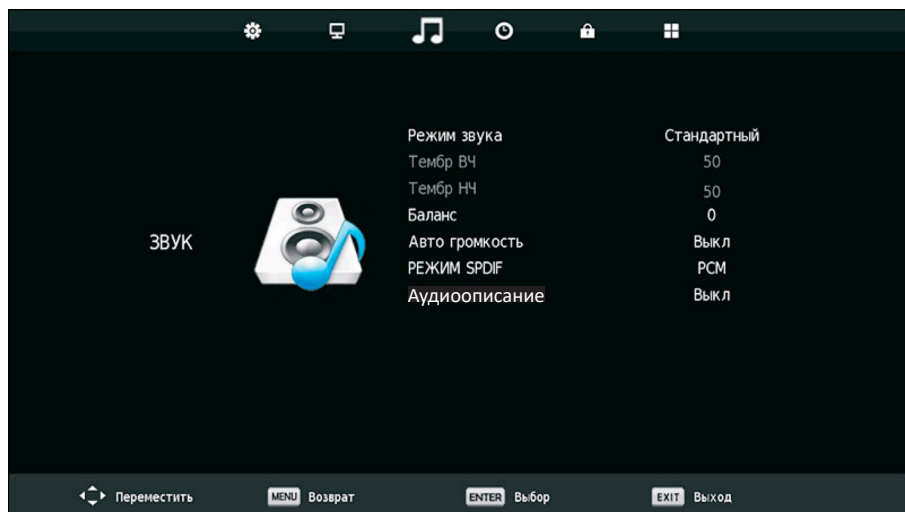 Режим звука Стандартный
Тембр ВЧ 50
Тембр НЧ 50
Баланс 0
ЗВУК
Авто громкость Выкл
РЕЖИМ SPDIF PCM
Аудиоописание Выкл
Переместить MENU Возврат ENTER Выбор EXIT Выход